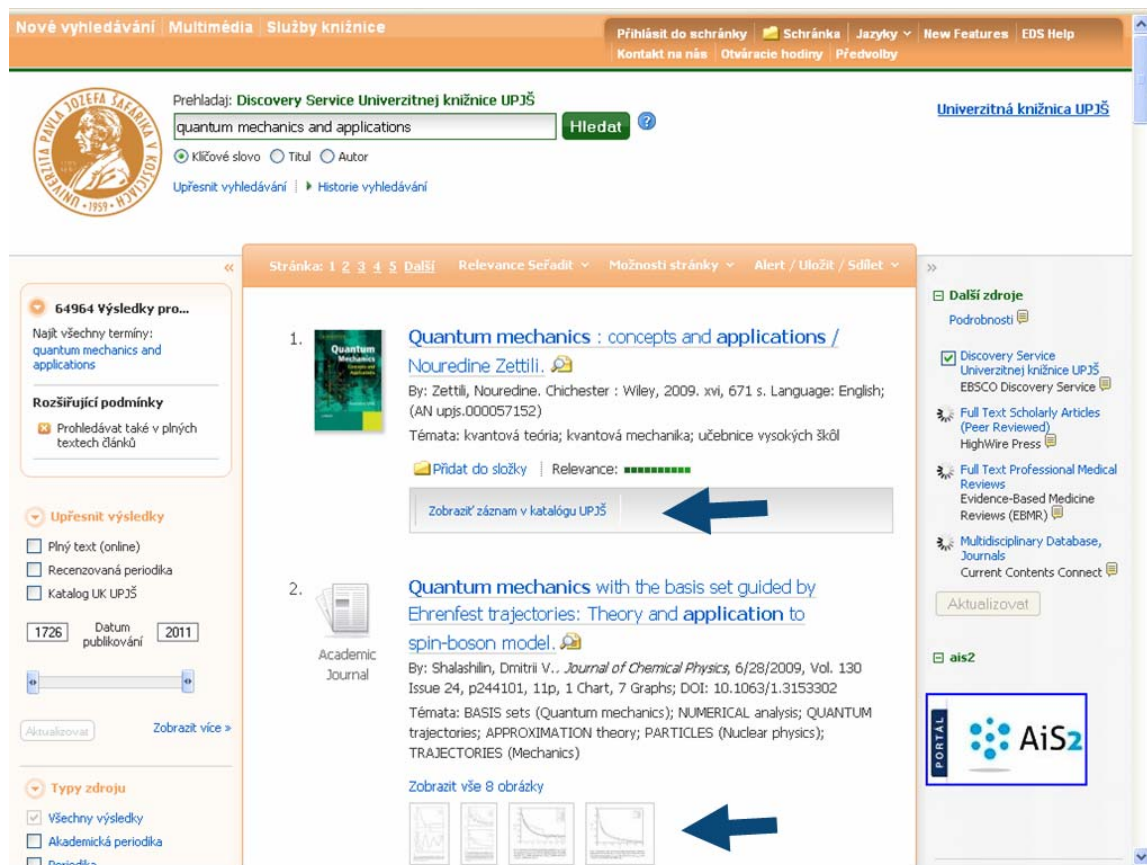 Nové vyhledávání Multimédia Služby knižnice
Přihlásit do schránky Schránka Jazyky New Features EDS Help
Kontakt na nás Otváracie hodiny Předvolby
UNIVERZITA PAVLA JOZEFA ŠAFÁRIKA V KOŠICIACH
1959
Prehladaj: Discovery Service Univerzitnej knižnice UPJŠ
quantum mechanics and applications Hledat ?
Klíčové slovo Titul Autor
Upřesnit vyhledávání Historie vyhledávání
Univerzitná knižnica UPJŠ
«
64964 Výsledky pro...
Najít všechny termíny:
quantum mechanics and
applications
Rozšiřující podmínky
Prohledávat také v plných
textech článků
Upřesnit výsledky
Plný text (online)
Recenzovaná periodika
Katalog UK UPJŠ
1726 Datum publikování 2011
Aktualizovat Zobrazit více »
Typy zdroju
Všechny výsledky
Akademická periodika
Periodika
Stránka: 1 2 3 4 5 Další Relevance Seřadit Možnosti stránky Alert / Uložit / Sdílet
1.
Quantum
Mechanics
Quantum mechanics : concepts and applications /
Nouredine Zettili.
By: Zettili, Nouredine. Chichester : Wiley, 2009. xvi, 671 s. Language: English;
(AN upjs.000057152)
Témata: kvantová teória; kvantová mechanika; učebnice vysokých škôl
Přidat do složky | Relevance:
Zobraziť záznam v katalógu UPJŠ
2.
Academic
Journal
Quantum mechanics with the basis set guided by
Ehrenfest trajectories: Theory and application to
spin-boson model.
By: Shalashilin, Dmitrii V.. Journal of Chemical Physics, 6/28/2009, Vol. 130
Issue 24, p244101, 11p, 1 Chart, 7 Graphs; DOI: 10.1063/1.3153302
Témata: BASIS sets (Quantum mechanics); NUMERICAL analysis; QUANTUM
trajectories; APPROXIMATION theory; PARTICLES (Nuclear physics);
TRAJECTORIES (Mechanics)
Zobrazit vše 8 obrázky
»
Další zdroje
Podrobnosti
Discovery Service
Univerzitnej knižnice UPJŠ
EBSCO Discovery Service
Full Text Scholarly Articles
(Peer Reviewed)
HighWire Press
Full Text Professional Medical
Reviews
Evidence-Based Medicine
Reviews (EBMR)
Multidisciplinary Database,
Journals
Current Contents Connect
Aktualizovat
ais2
PORTÁL
AiS2